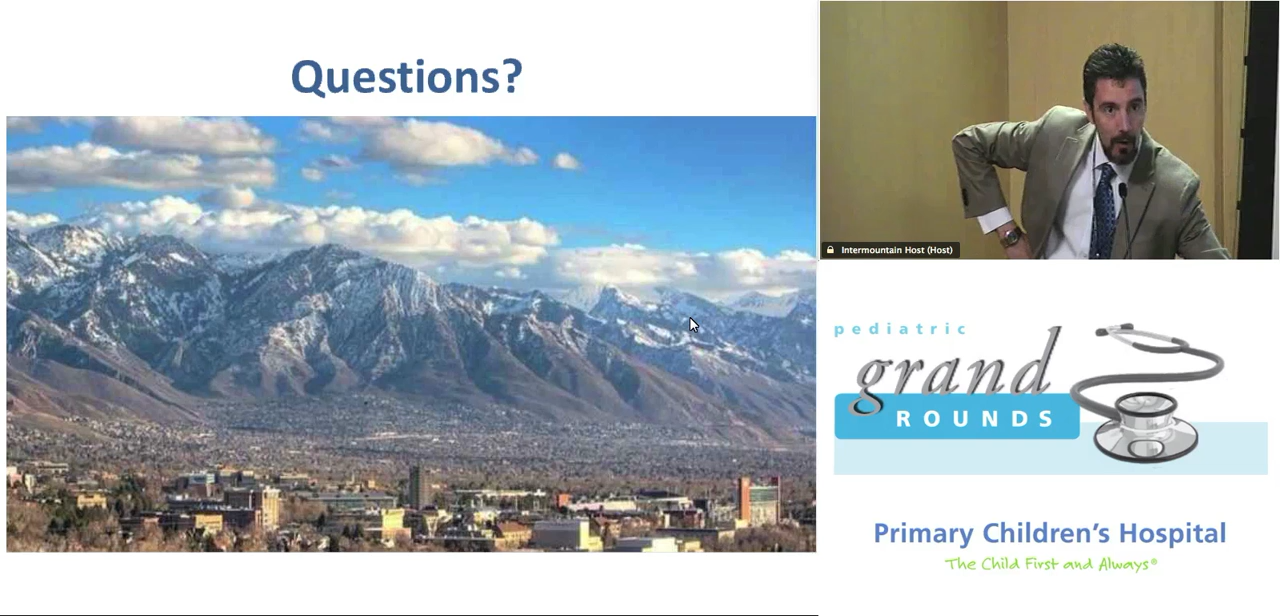 Questions?
Intermountain Host (Host)
pediatric
grand
ROUNDS
Primary Children's Hospital
The Child First and Always®